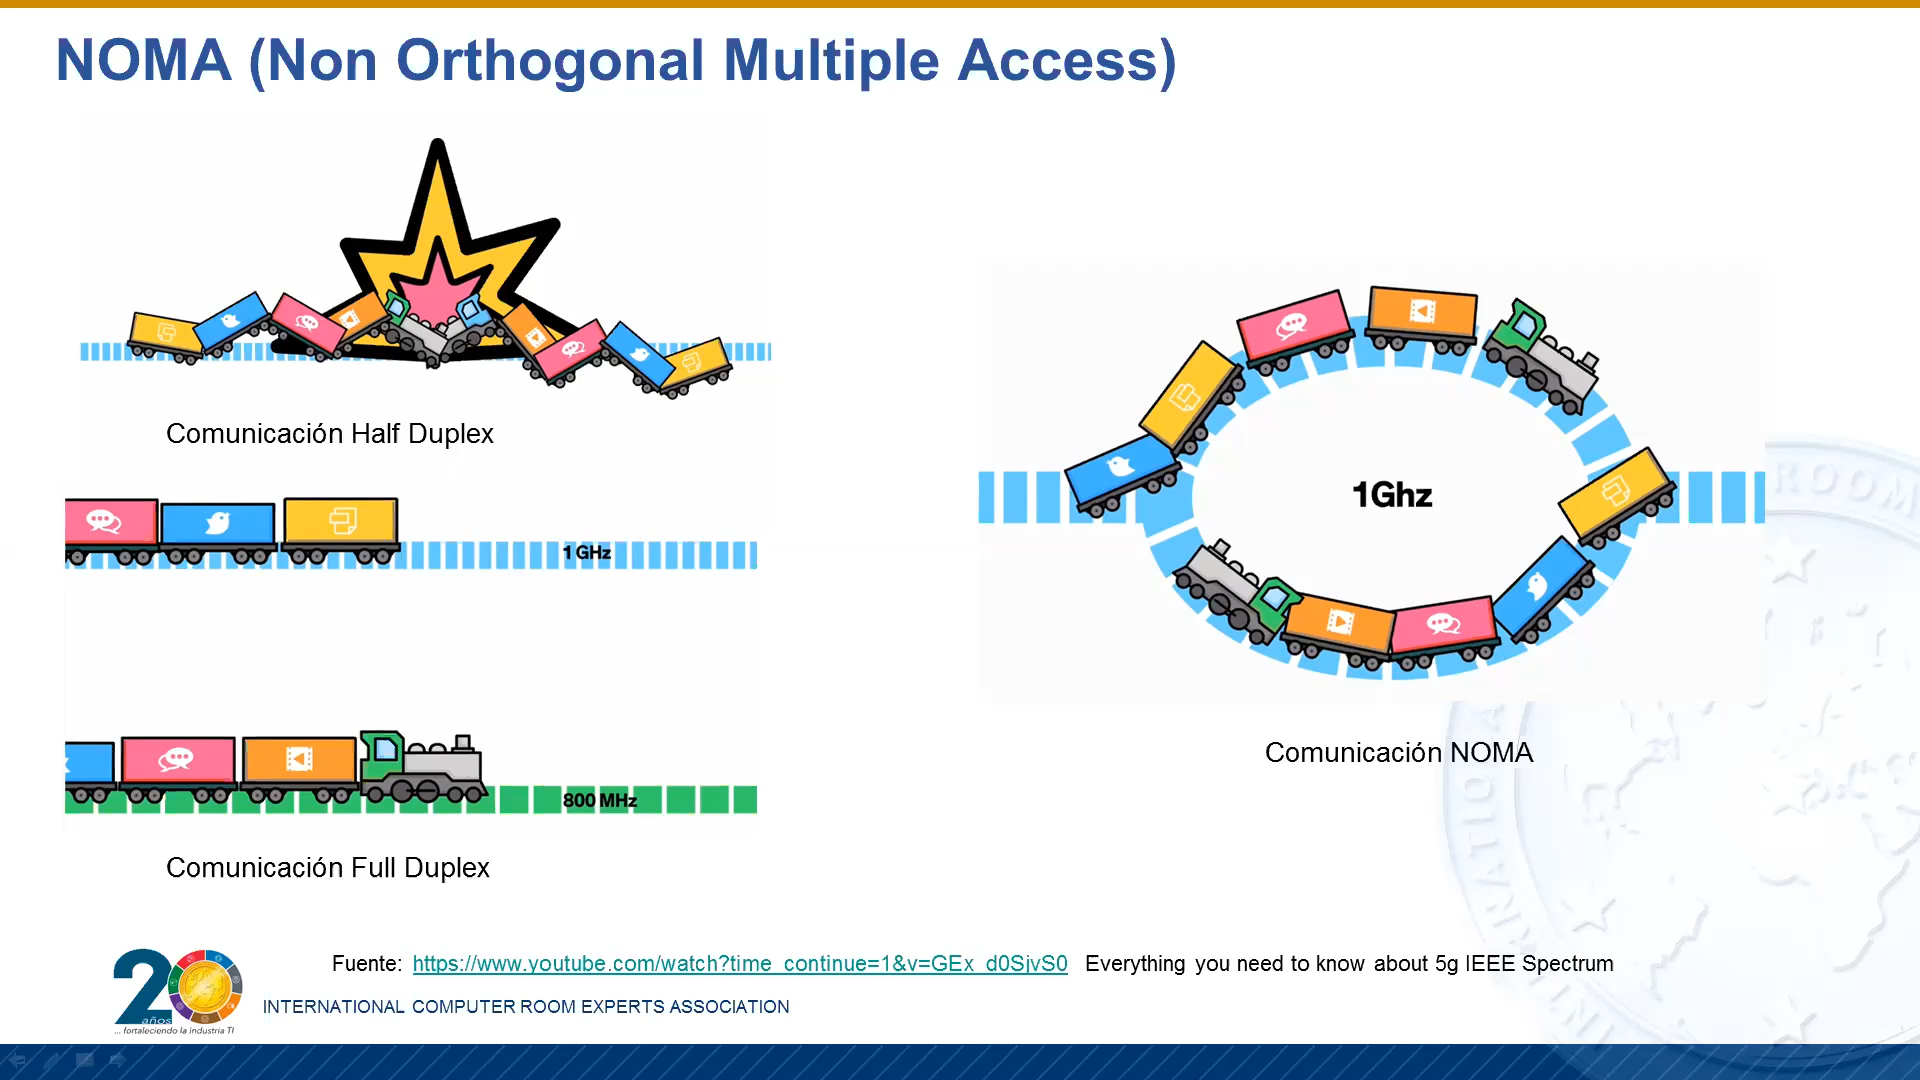 NOMA (Non Orthogonal Multiple Access)
Comunicación Half Duplex
1 GHz
800 MHz
Comunicación Full Duplex
1Ghz
Comunicación NOMA
Fuente: https://www.youtube.com/watch?time_continue=1&v=GEx_d0SjvS0 Everything you need to know about 5g IEEE Spectrum
20
años
... fortaleciendo la industria TI
INTERNATIONAL COMPUTER ROOM EXPERTS ASSOCIATION